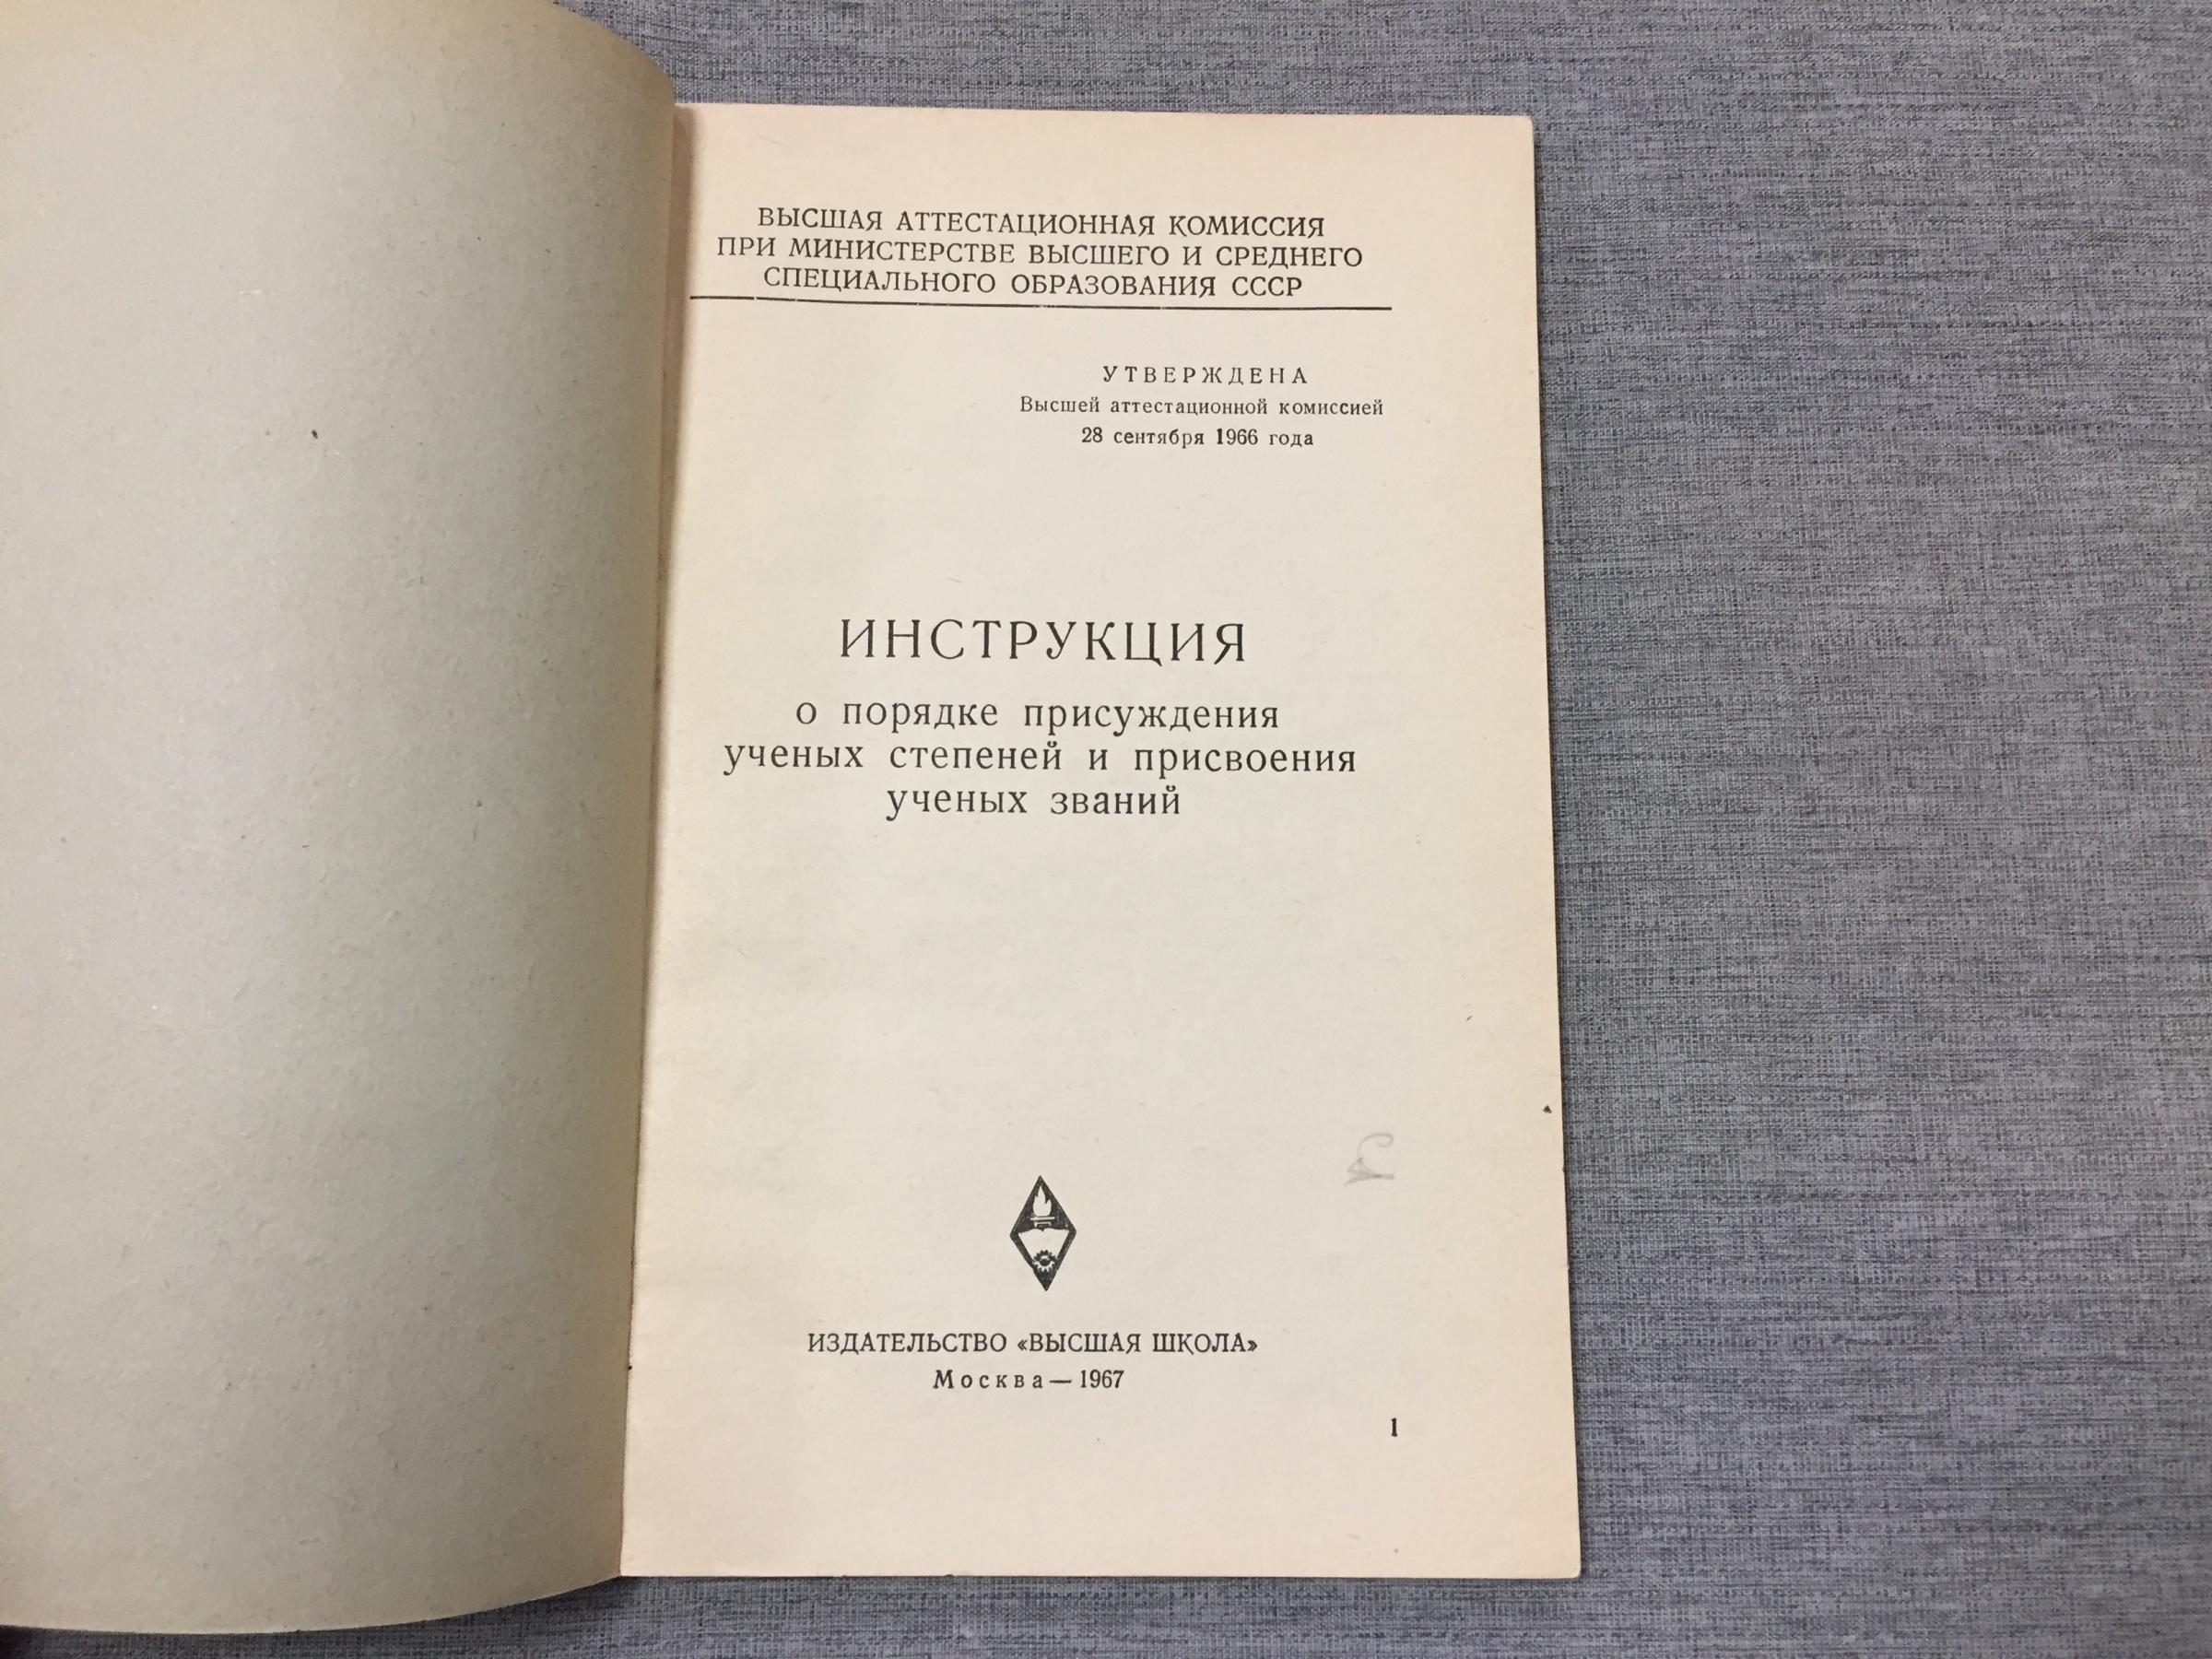 ВЫСШАЯ АТТЕСТАЦИОННАЯ КОМИССИЯ
ПРИ МИНИСТЕРСТВЕ ВЫСШЕГО И СРЕДНЕГО
СПЕЦИАЛЬНОГО ОБРАЗОВАНИЯ СССР
УТВЕРЖДЕНА
Высшей аттестационной комиссией
28 сентября 1966 года
ИНСТРУКЦИЯ
о порядке присуждения
ученых степеней и присвоения
ученых званий
ИЗДАТЕЛЬСТВО «ВЫСШАЯ ШКОЛА»
Москва — 1967
1